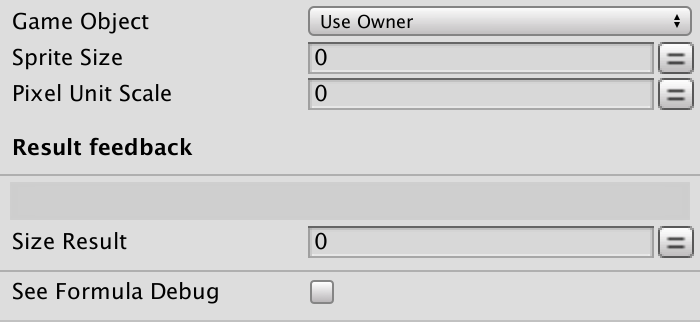 Game Object Use Owner
Sprite Size 0
Pixel Unit Scale 0
Result feedback
Size Result 0
See Formula Debug